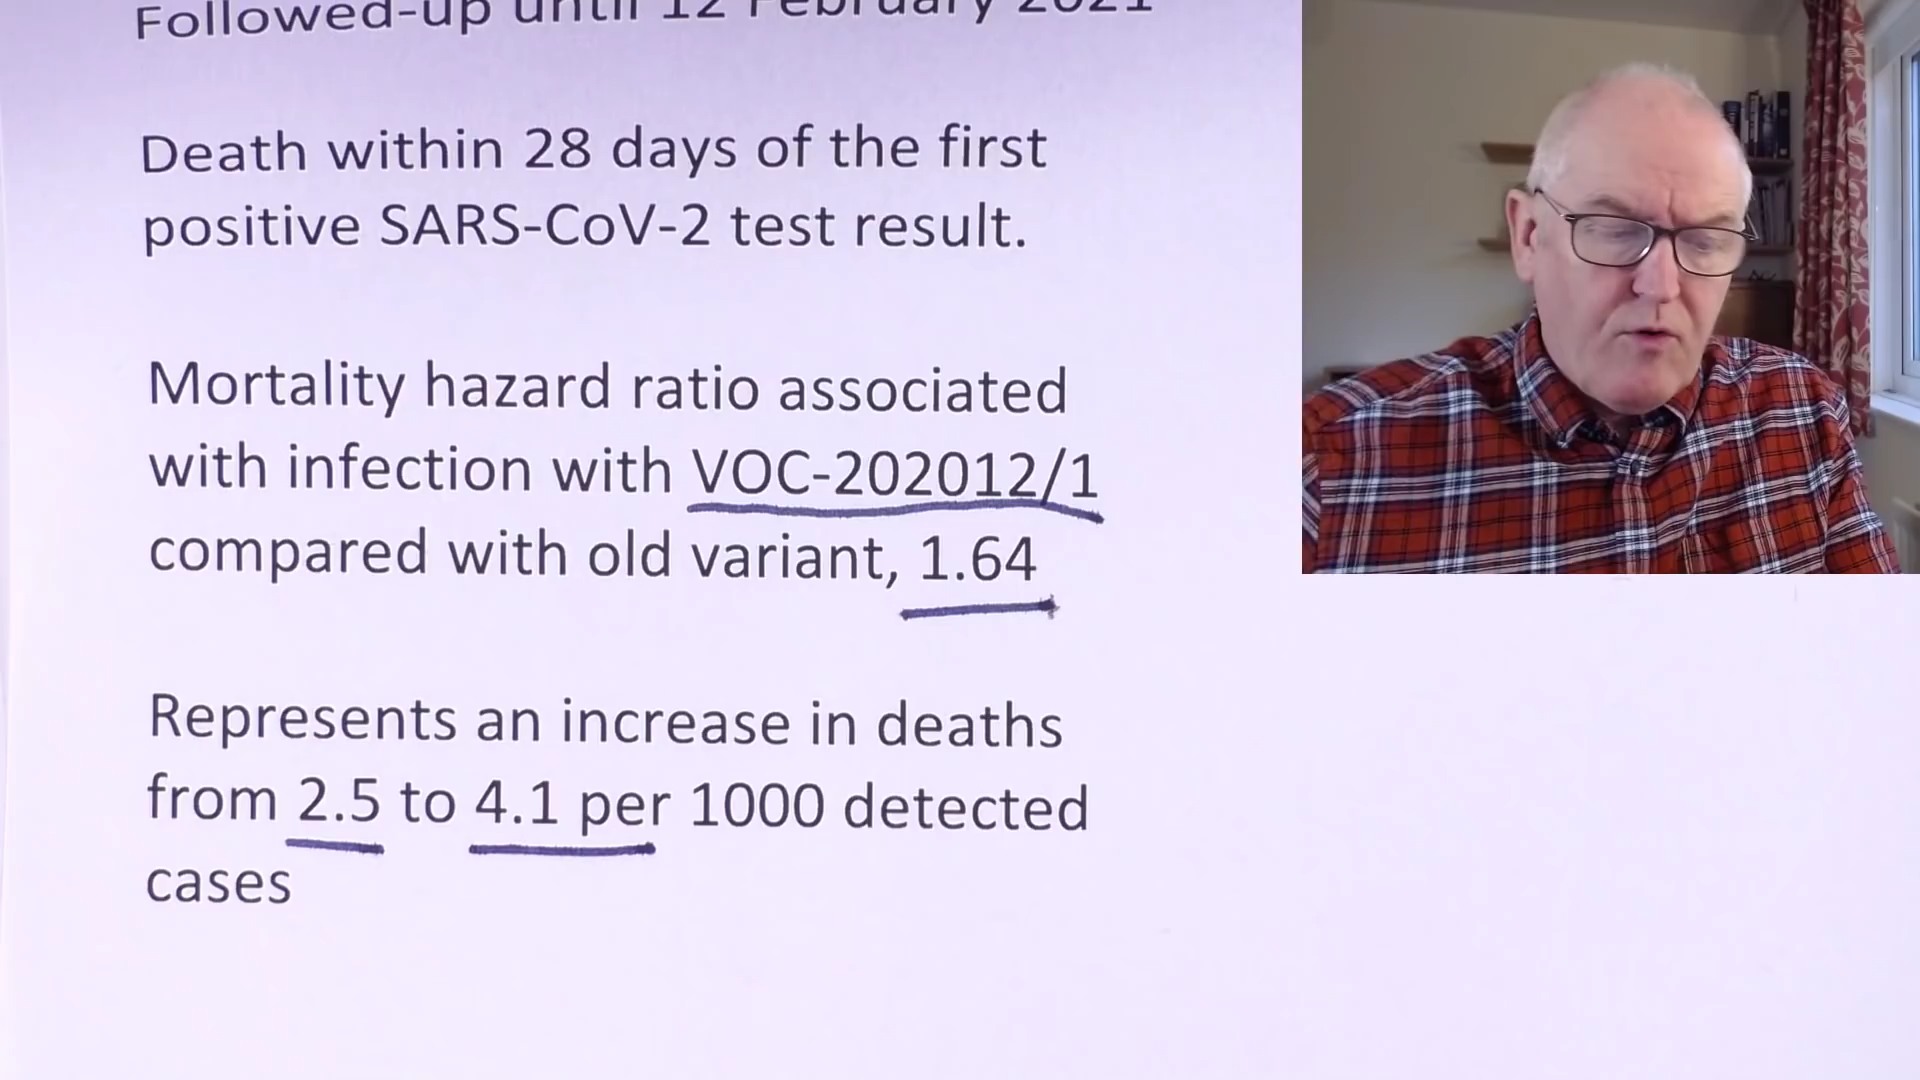 Followed-up until 12 February 2021
Death within 28 days of the first
positive SARS-CoV-2 test result.
Mortality hazard ratio associated
with infection with VOC-202012/1
compared with old variant, 1.64
Represents an increase in deaths
from 2.5 to 4.1 per 1000 detected
cases